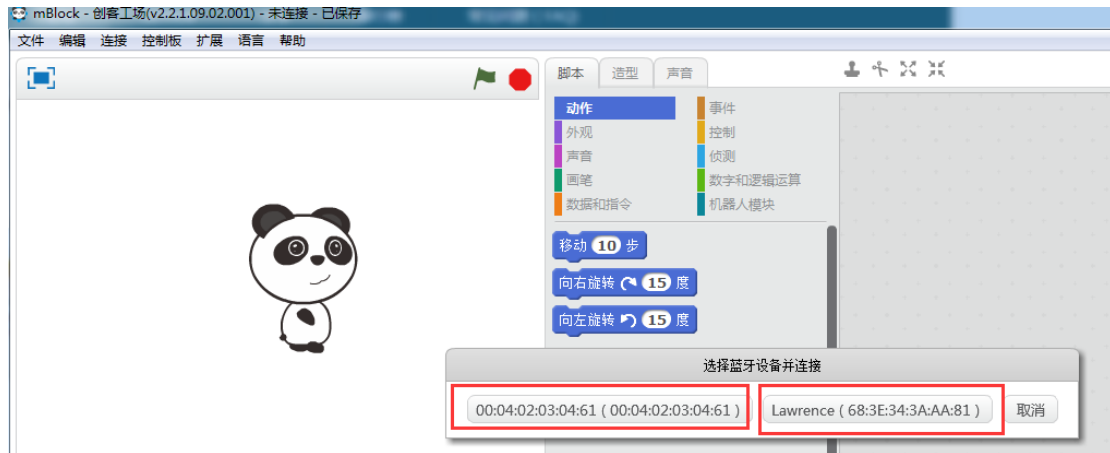 mBlock - 创客工场(v2.2.1.09.02.001) - 未连接 - 已保存
文件 编辑 连接 控制板 扩展 语言 帮助
脚本 造型 声音
动作 事件
外观 控制
声音 侦测
画笔 数字和逻辑运算
数据和指令 机器人模块
移动 10 步
向右旋转 15 度
向左旋转 15 度
选择蓝牙设备并连接
00:04:02:03:04:61 ( 00:04:02:03:04:61 ) Lawrence ( 68:3E:34:3A:AA:81 ) 取消